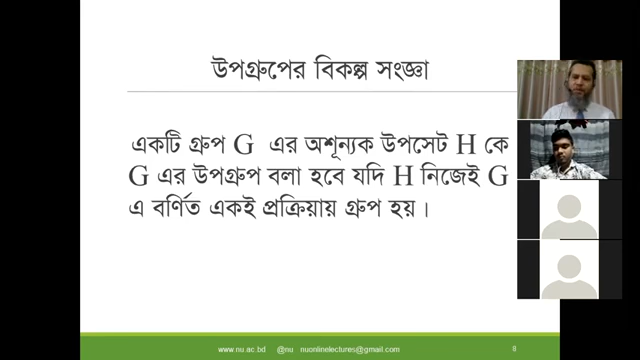 উপগ্রুপের বিকল্প সংজ্ঞা
একটি গ্রুপ G এর অশূন্যক উপসেট H কে
G এর উপগ্রুপ বলা হবে যদি H নিজেই G
এ বর্ণিত একই প্রক্রিয়ায় গ্রুপ হয়।
www.nu.ac.bd @nu nuonlinelectures@gmail.com 8